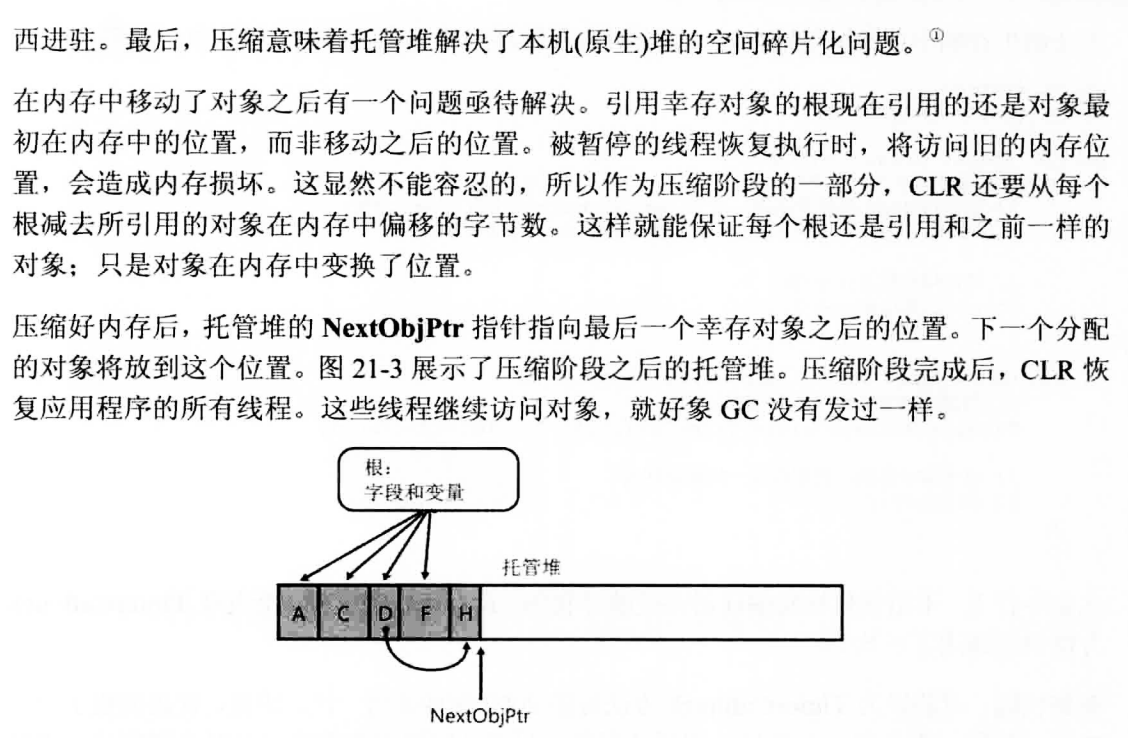 西进驻。最后，压缩意味着托管堆解决了本机(原生)堆的空间碎片化问题。①
在内存中移动了对象之后有一个问题亟待解决。引用幸存对象的根现在引用的还是对象最
初在内存中的位置，而非移动之后的位置。被暂停的线程恢复执行时，将访问旧的内存位
置，会造成内存损坏。这显然不能容忍的，所以作为压缩阶段的一部分，CLR 还要从每个
根减去所引用的对象在内存中偏移的字节数。这样就能保证每个根还是引用和之前一样的
对象；只是对象在内存中变换了位置。
压缩好内存后，托管堆的 NextObjPtr 指针指向最后一个幸存对象之后的位置。下一个分配
的对象将放到这个位置。图 21-3 展示了压缩阶段之后的托管堆。压缩阶段完成后，CLR 恢
复应用程序的所有线程。这些线程继续访问对象，就好象 GC 没有发过一样。
根：
字段和变量
托管堆
A C D F H
NextObjPtr